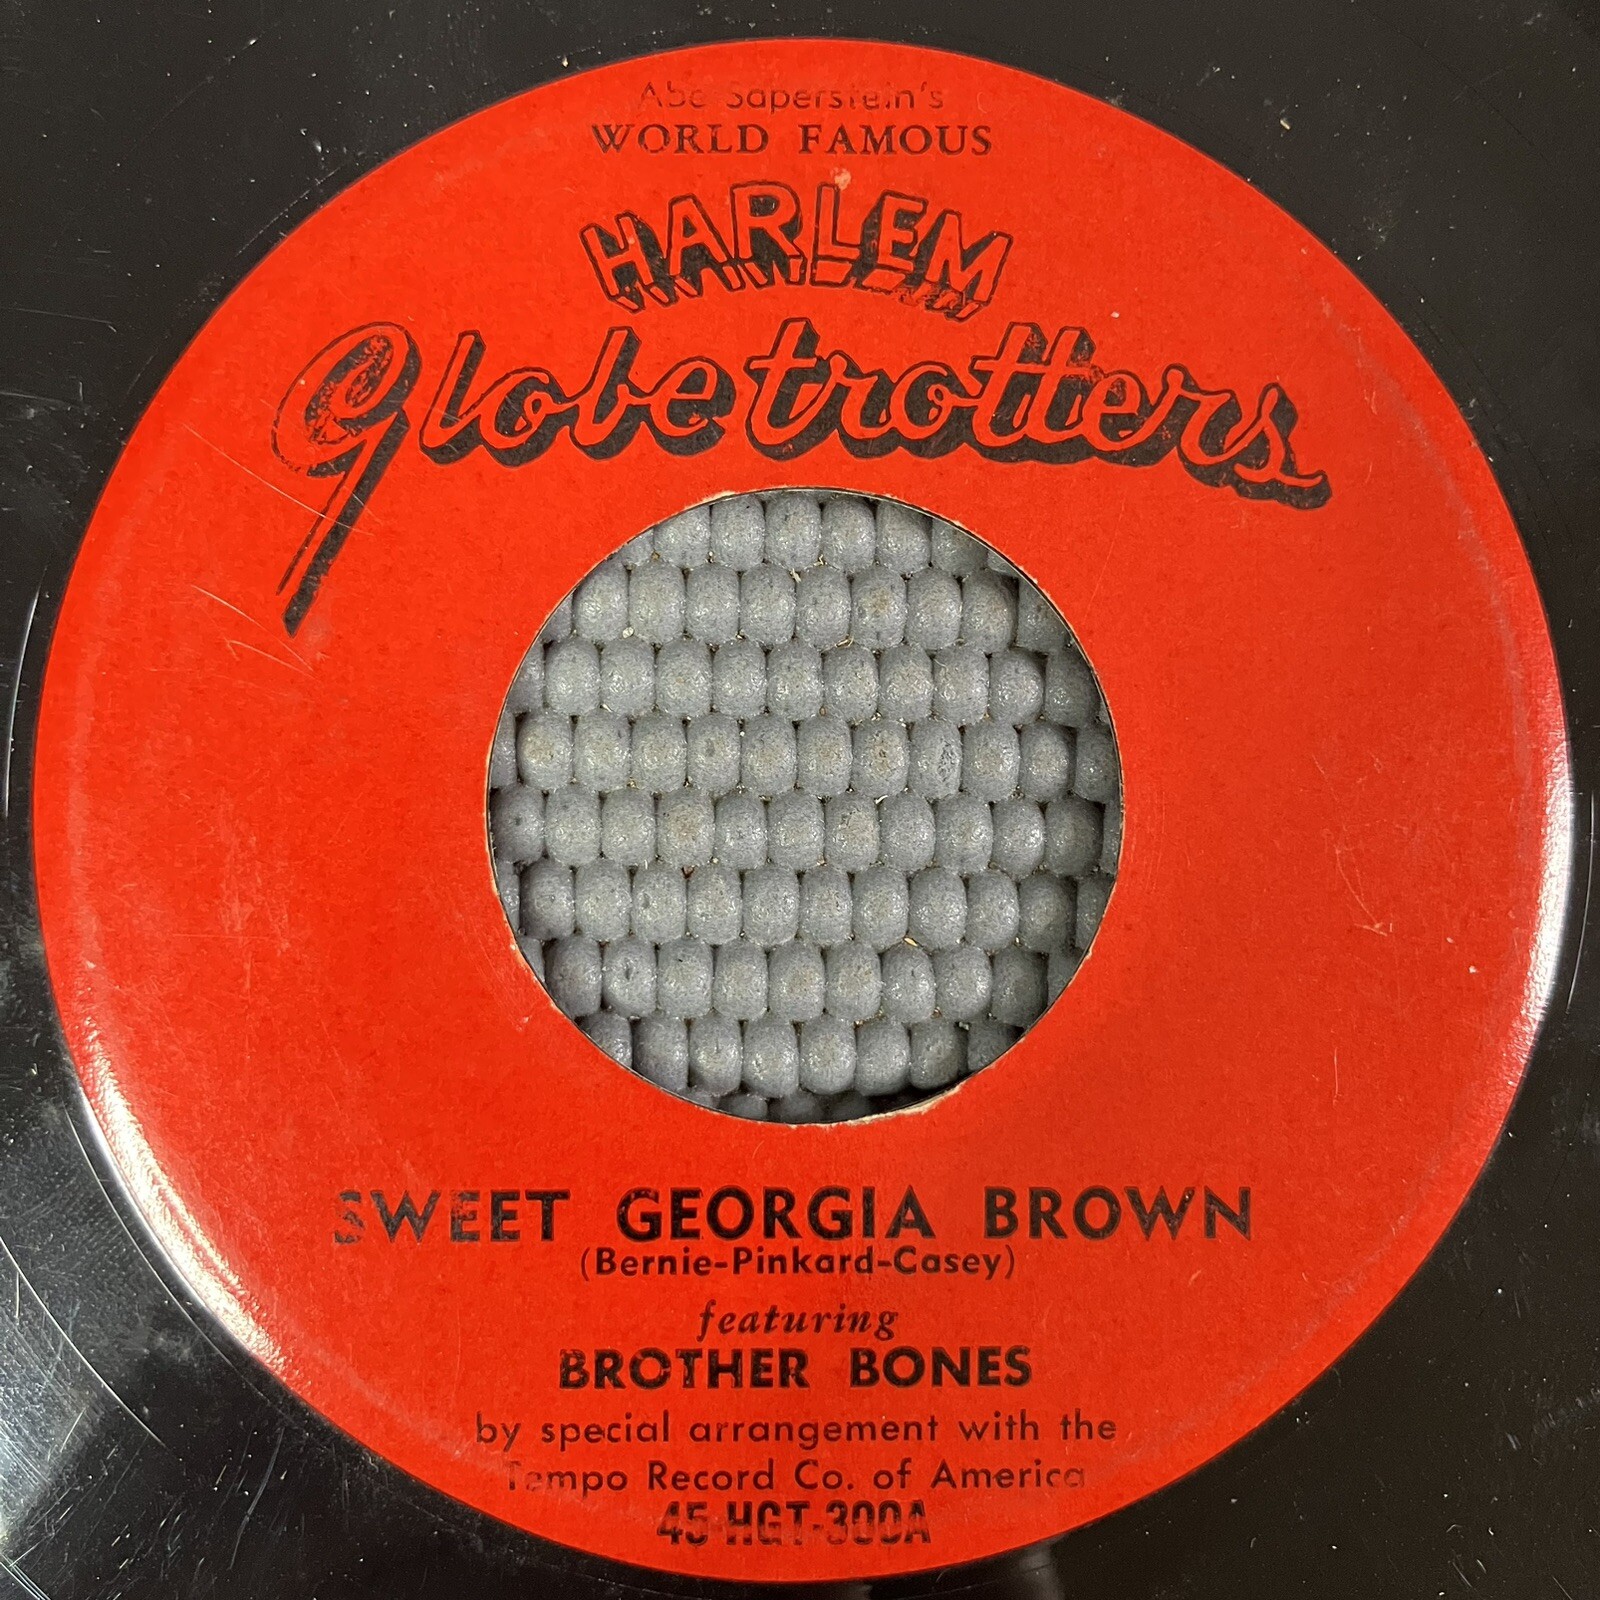 Abe Saperstein's
WORLD FAMOUS
HARLEM
Globetrotters
SWEET GEORGIA BROWN
(Bernie-Pinkard-Casey)
featuring
BROTHER BONES
by special arrangement with the
Tempo Record Co. of America
45-HGT-300A